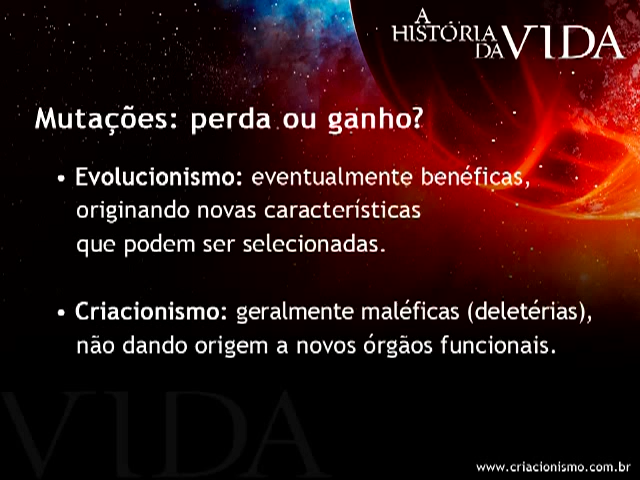 A
HISTÓRIA
DA VIDA
Mutações: perda ou ganho?
• Evolucionismo: eventualmente benéficas,
originando novas características
que podem ser selecionadas.
• Criacionismo: geralmente maléficas (deletérias),
não dando origem a novos órgãos funcionais.
VIDA
www.criacionismo.com.br